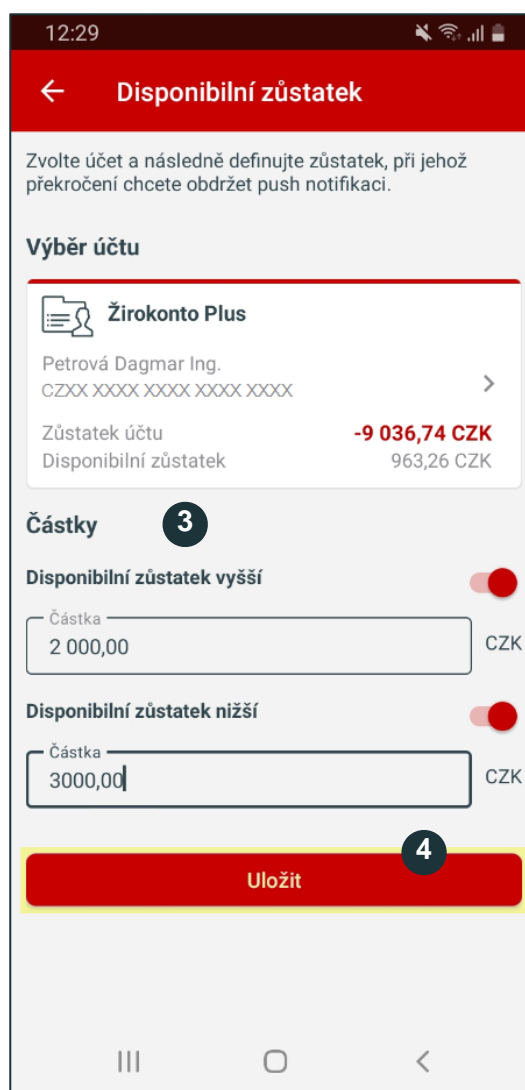 12:29
Disponibilní zůstatek
Zvolte účet a následně definujte zůstatek, při jehož
překročení chcete obdržet push notifikaci.
Výběr účtu
Žirokonto Plus
Petrová Dagmar Ing.
CZXX XXXX XXXX XXXX XXXX
Zůstatek účtu -9 036,74 CZK
Disponibilní zůstatek 963,26 CZK
Částky 3
Disponibilní zůstatek vyšší
Částka
2 000,00 CZK
Disponibilní zůstatek nižší
Částka
3000,00 CZK
4
Uložit